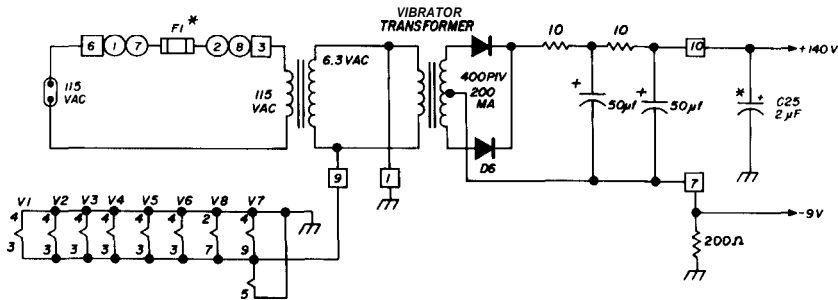 VIBRATOR
TRANSFORMER
F1*
6 1 7 2 8 3
115
VAC
115
VAC
6.3 VAC
400PIV
200
MA
D6
10 10
10
+140V
+ 50µf
+ 50µf
* + C25
2µF
9
1
7
-9V
200Ω
V1 V2 V3 V4 V5 V6 V8 V7
4 4 4 4 4 4 2 4
3 3 3 3 3 3 7 9
5